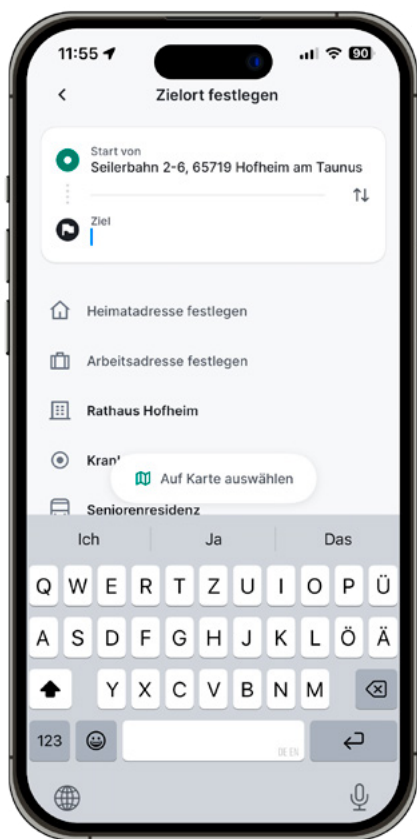 11:55
90
Zielort festlegen
Start von
Seilerbahn 2-6, 65719 Hofheim am Taunus
Ziel
Heimatadresse festlegen
Arbeitsadresse festlegen
Rathaus Hofheim
Auf Karte auswählen
Seniorenresidenz
Ich Ja Das
Q W E R T Z U I O P Ü
A S D F G H J K L Ö Ä
Y X C V B N M
123
DE EN